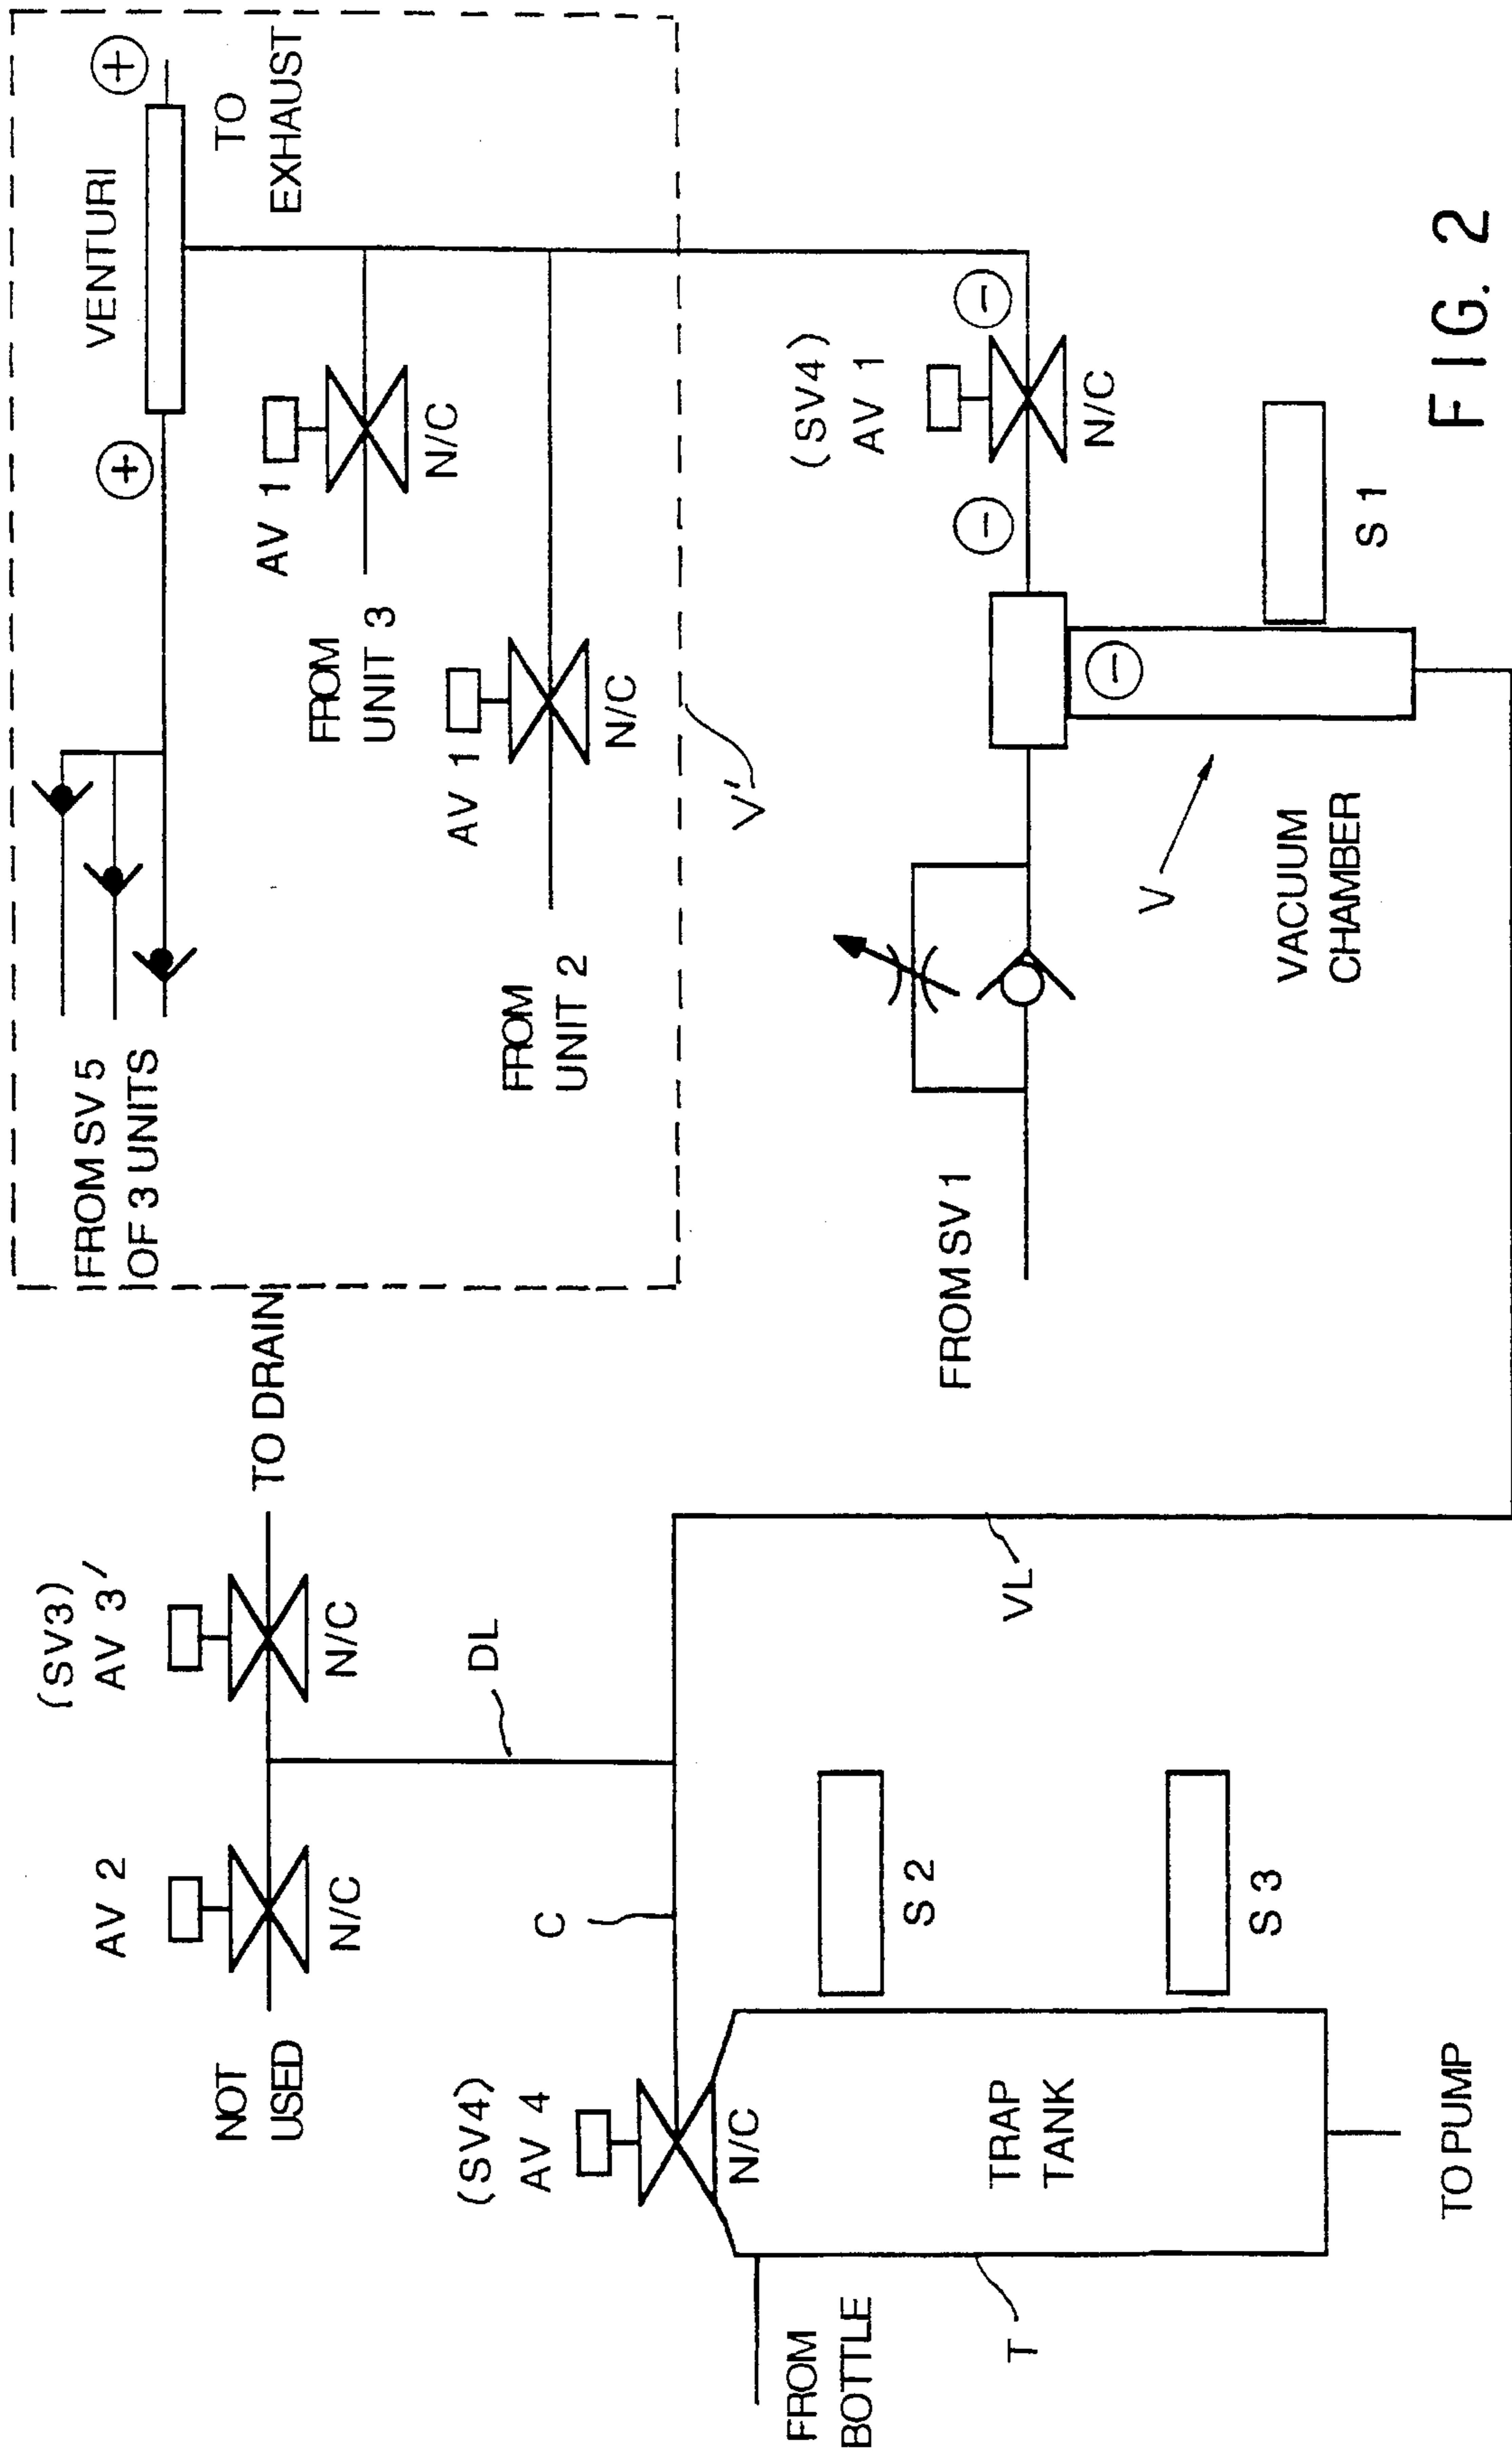 (SV3)
AV 3'
N/C
TO DRAIN
AV 2
N/C
NOT
USED
DL
C
(SV4)
AV 4
N/C
FROM
BOTTLE
T
TRAP
TANK
S 2
S 3
TO PUMP
VL
FROM SV 5
OF 3 UNITS
+
VENTURI
+
TO
EXHAUST
AV 1
N/C
FROM
UNIT 3
AV 1
N/C
FROM
UNIT 2
V'
FROM SV 1
(SV4)
AV 1
N/C
-
-
-
V
VACUUM
CHAMBER
S 1
FIG. 2